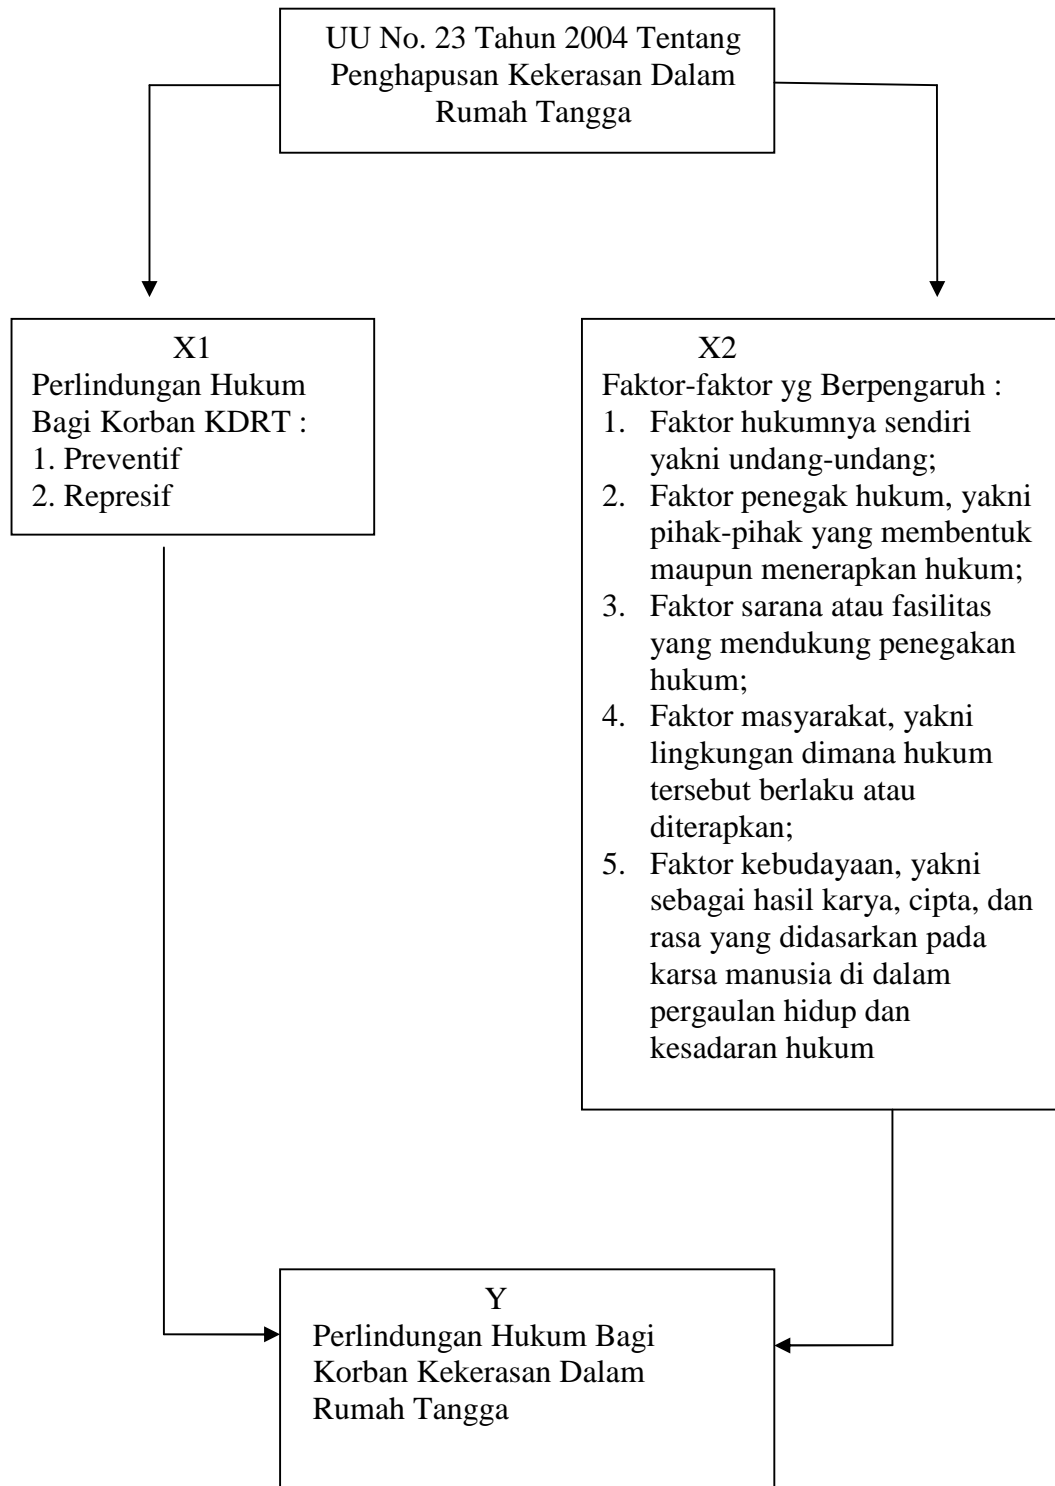 UU No. 23 Tahun 2004 Tentang
Penghapusan Kekerasan Dalam
Rumah Tangga
X1
Perlindungan Hukum
Bagi Korban KDRT :
1. Preventif
2. Represif
X2
Faktor-faktor yg Berpengaruh :
1. Faktor hukumnya sendiri
yakni undang-undang;
2. Faktor penegak hukum, yakni
pihak-pihak yang membentuk
maupun menerapkan hukum;
3. Faktor sarana atau fasilitas
yang mendukung penegakan
hukum;
4. Faktor masyarakat, yakni
lingkungan dimana hukum
tersebut berlaku atau
diterapkan;
5. Faktor kebudayaan, yakni
sebagai hasil karya, cipta, dan
rasa yang didasarkan pada
karsa manusia di dalam
pergaulan hidup dan
kesadaran hukum
Y
Perlindungan Hukum Bagi
Korban Kekerasan Dalam
Rumah Tangga